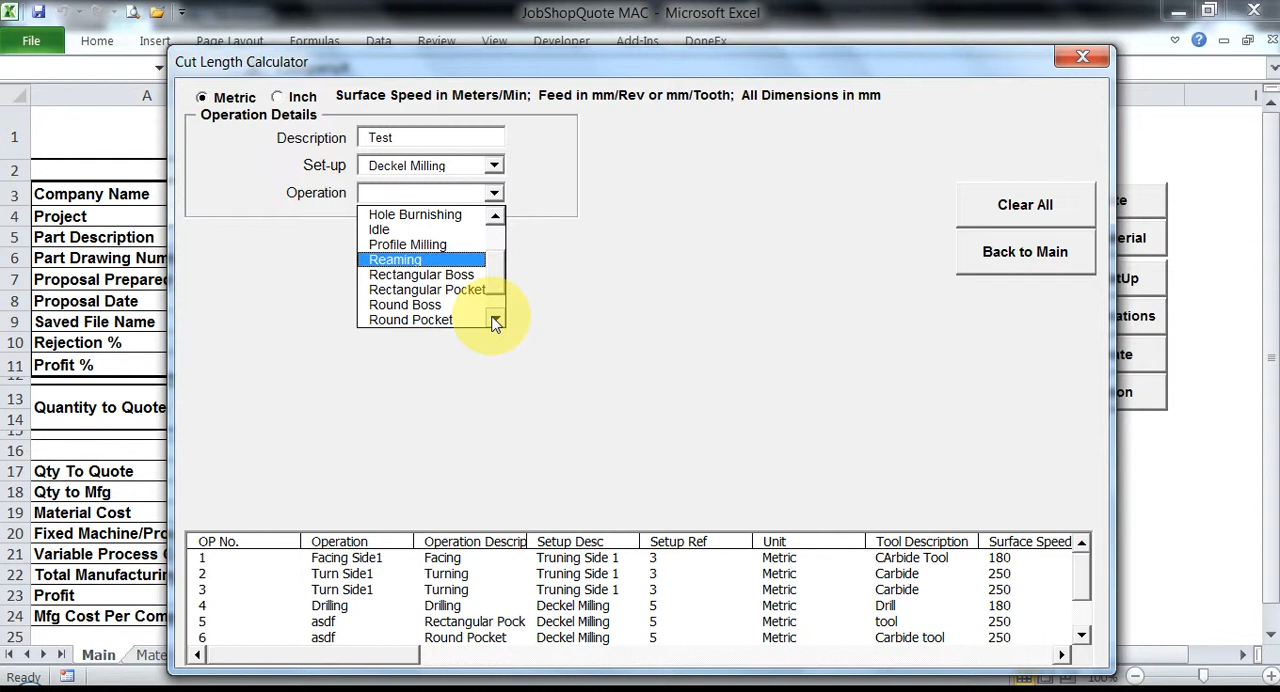 JobShopQuote MAC - Microsoft Excel
File Home Insert Page Layout Formulas Data Review View Developer Add-Ins DoneEx
Cut Length Calculator
Metric Inch Surface Speed in Meters/Min; Feed in mm/Rev or mm/Tooth; All Dimensions in mm
Operation Details
Description Test
Set-up Deckel Milling
Operation
Hole Burnishing
Idle
Profile Milling
Reaming
Rectangular Boss
Rectangular Pocket
Round Boss
Round Pocket
Clear All
Back to Main
A
1
2
3 Company Name
4 Project
5 Part Description
6 Part Drawing Num
7 Proposal Prepared
8 Proposal Date
9 Saved File Name
10 Rejection %
11 Profit %
12
13 Quantity to Quote
14
15
16
17 Qty To Quote
18 Qty to Mfg
19 Material Cost
20 Fixed Machine/Pro
21 Variable Process C
22 Total Manufacturin
23 Profit
24 Mfg Cost Per Com
25
OP No. Operation Operation Descrip Setup Desc Setup Ref Unit Tool Description Surface Speed
1 Facing Side1 Facing Truning Side 1 3 Metric CArbide Tool 180
2 Turn Side1 Turning Truning Side 1 3 Metric Carbide 250
3 Turn Side1 Turning Truning Side 1 3 Metric Carbide 250
4 Drilling Drilling Deckel Milling 5 Metric Drill 180
5 asdf Rectangular Pock Deckel Milling 5 Metric tool 250
6 asdf Round Pocket Deckel Milling 5 Metric Carbide tool 250
Main Mate
Ready 100%